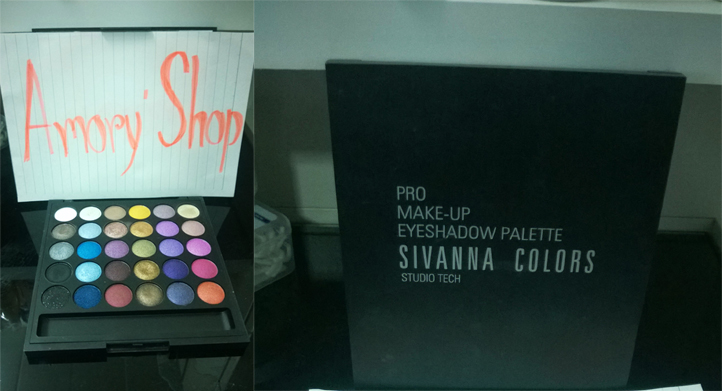 Amory' Shop
PRO
MAKE-UP
EYESHADOW PALETTE
SIVANNA COLORS
STUDIO TECH